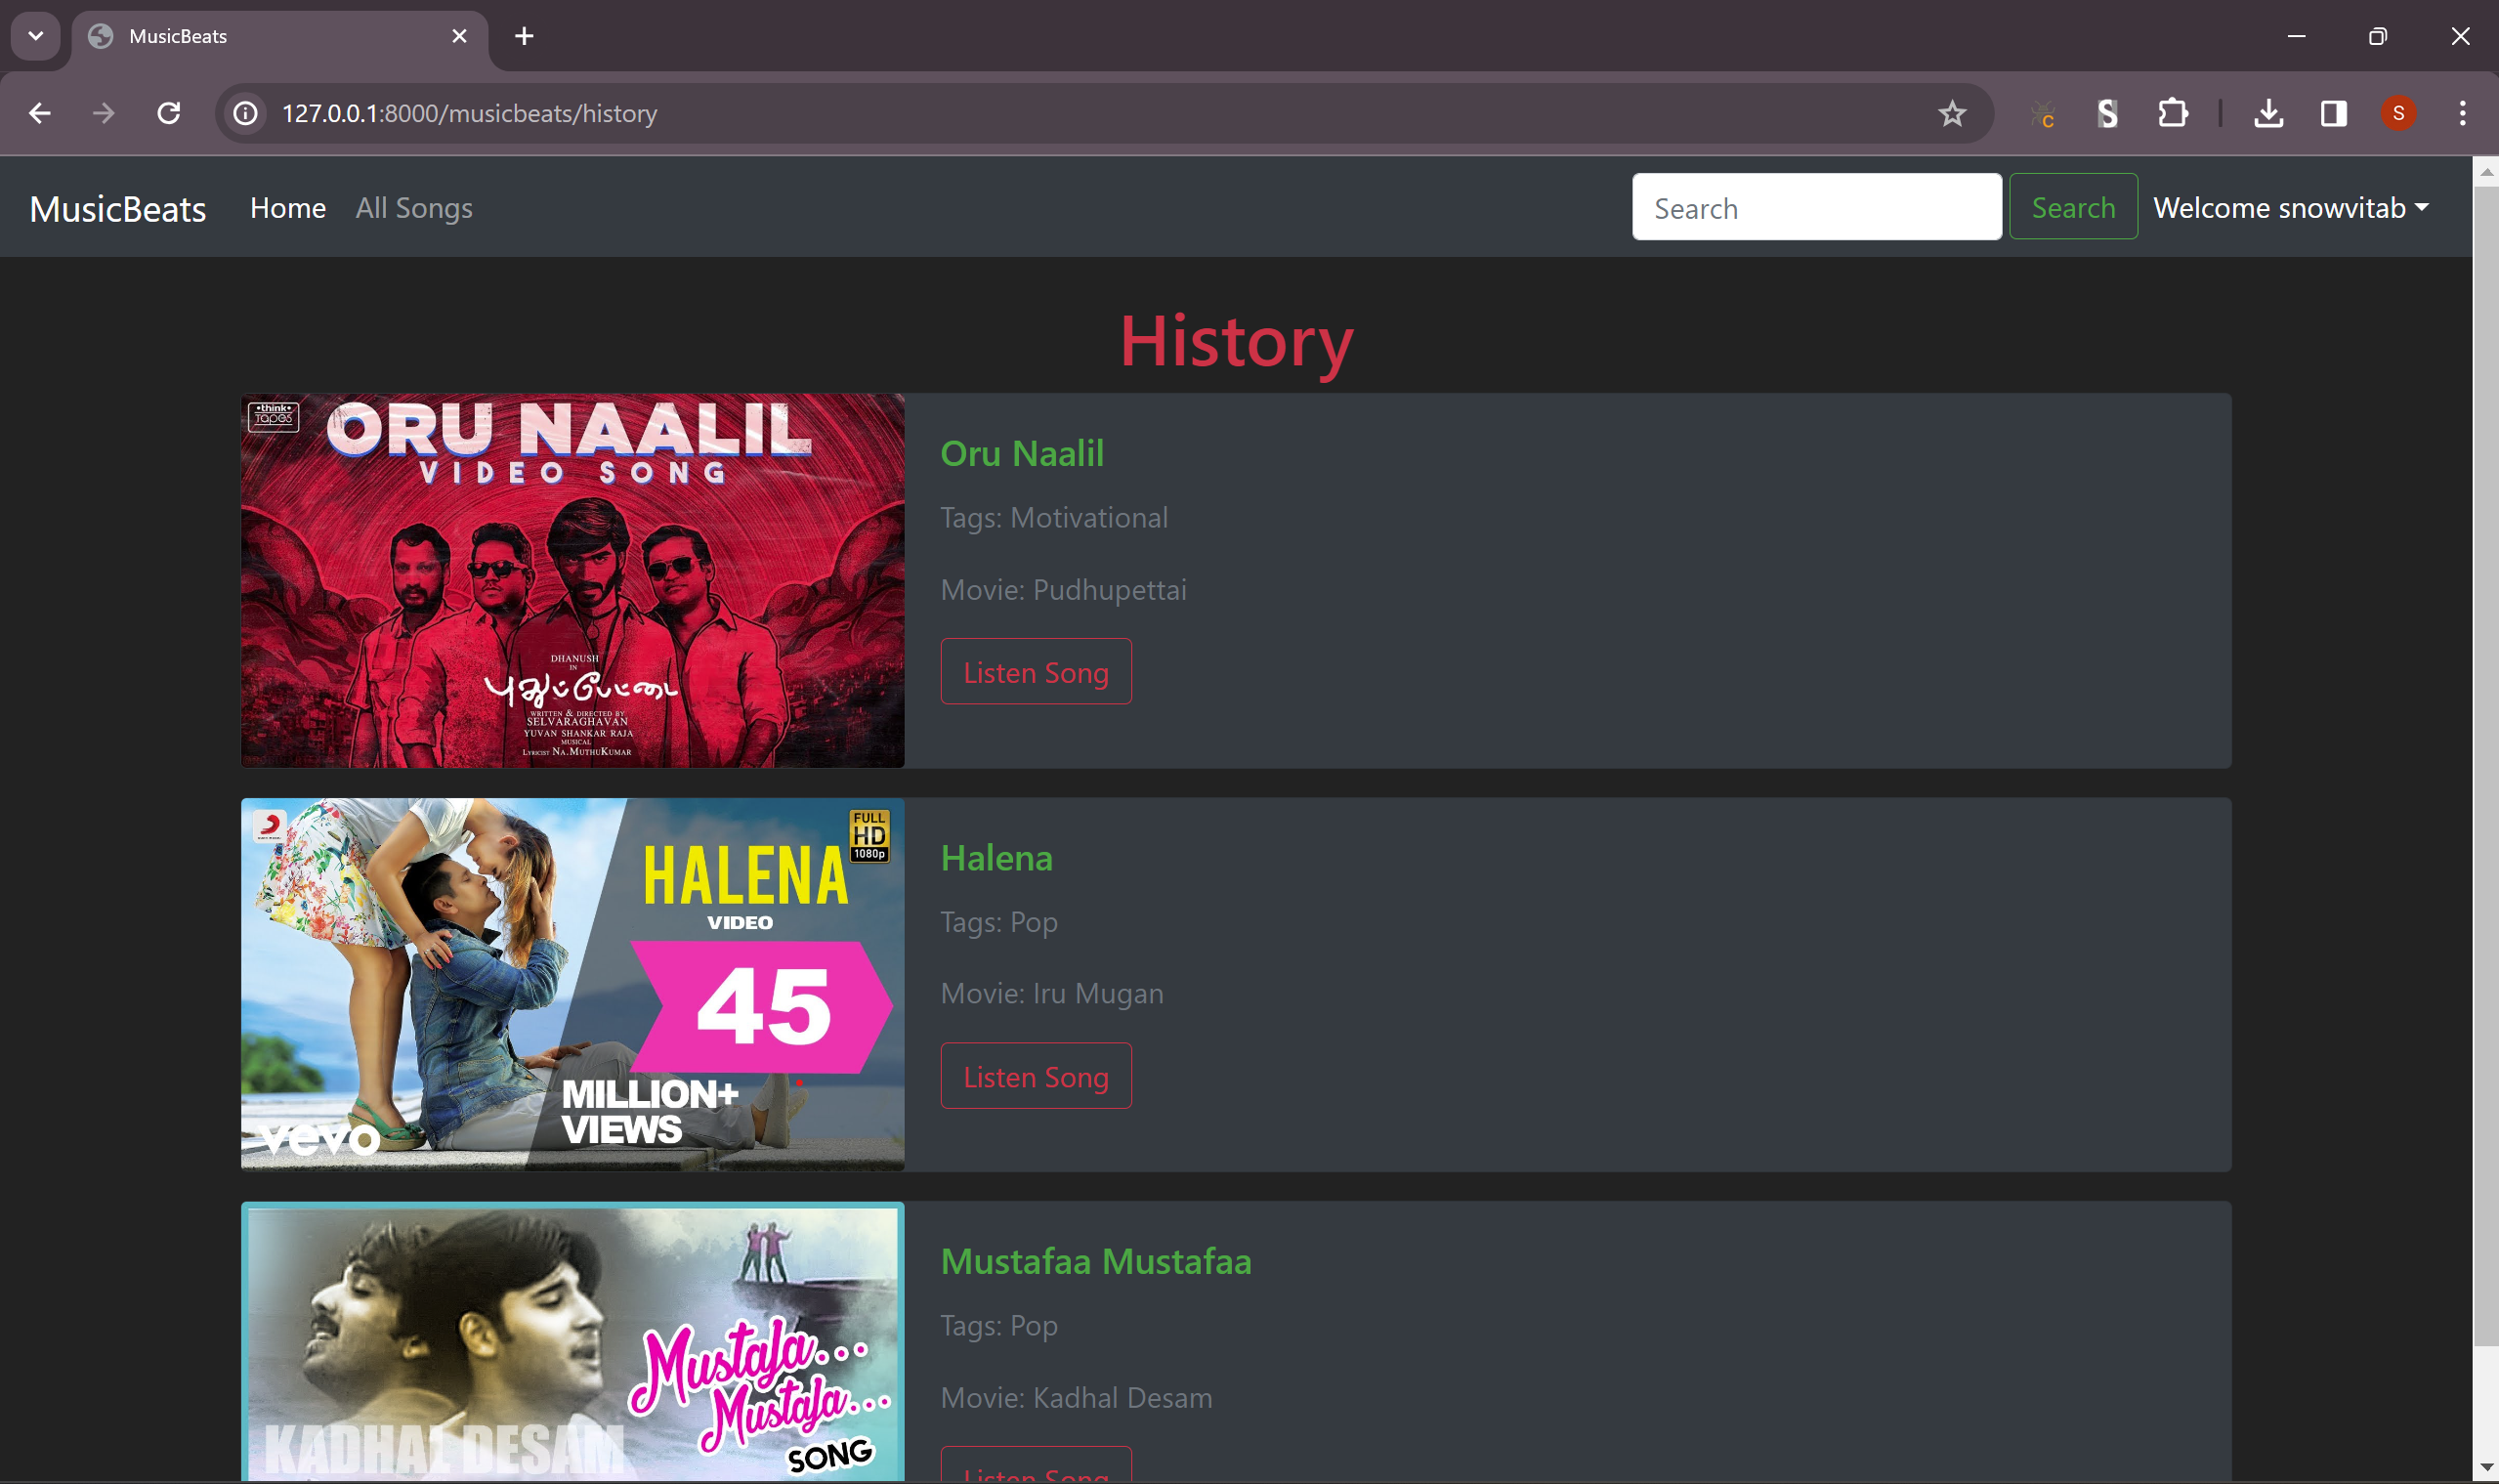 MusicBeats
127.0.0.1:8000/musicbeats/history
S
MusicBeats Home All Songs Search Search Welcome snowvitab
History
•think•
Tapes
ORU NAALIL
VIDEO SONG
DHANUSH
IN
புதுப்பேட்டை
WRITTEN & DIRECTED BY
SELVARAGHAVAN
YUVAN SHANKAR RAJA
MUSICAL
LYRICIST NA.MUTHUKUMAR
Oru Naalil
Tags: Motivational
Movie: Pudhupettai
Listen Song
FULL
HD
1080p
HALENA
VIDEO
45
MILLION+
VIEWS
vevo
Halena
Tags: Pop
Movie: Iru Mugan
Listen Song
Mustafa...
Mustafa...
SONG
KADHAL DESAM
Mustafaa Mustafaa
Tags: Pop
Movie: Kadhal Desam
Listen Song